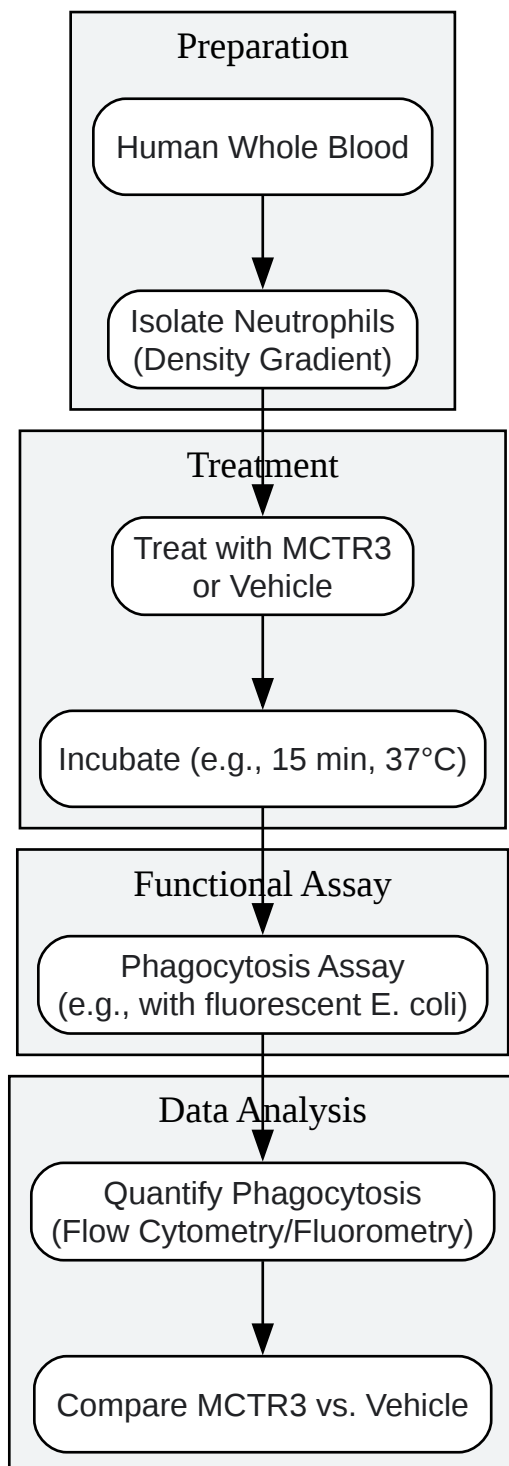 Preparation
Human Whole Blood
Isolate Neutrophils
(Density Gradient)
Treatment
Treat with MCTR3
or Vehicle
Incubate (e.g., 15 min, 37°C)
Functional Assay
Phagocytosis Assay
(e.g., with fluorescent E. coli)
Data Analysis
Quantify Phagocytosis
(Flow Cytometry/Fluorometry)
Compare MCTR3 vs. Vehicle